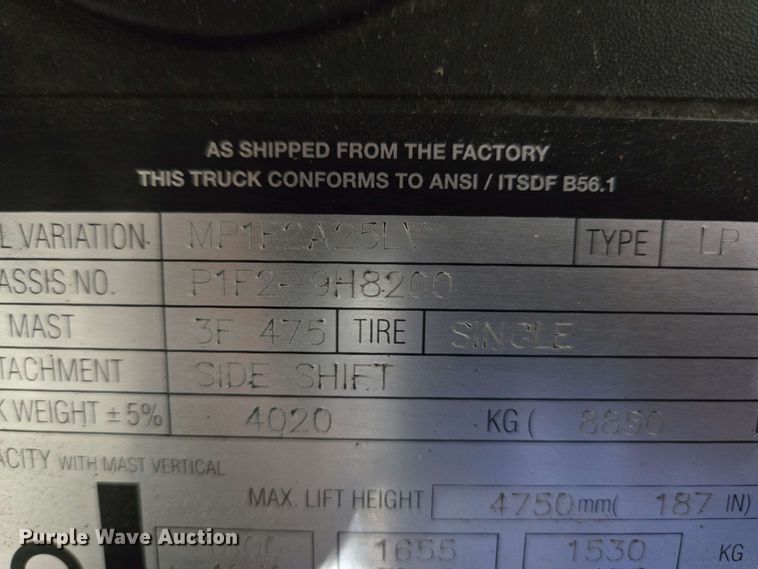 AS SHIPPED FROM THE FACTORY
THIS TRUCK CONFORMS TO ANSI / ITSDF B56.1
L VARIATION MP1F2A25LV TYPE LP
ASSIS NO. P1F2-9H8200
MAST 3F 475 TIRE SINGLE
TACHMENT SIDE SHIFT
K WEIGHT ±5% 4020 KG ( 8850
ACITY WITH MAST VERTICAL
MAX. LIFT HEIGHT 4750mm( 187 IN)
1655 1530
KG KG
Purple Wave Auction